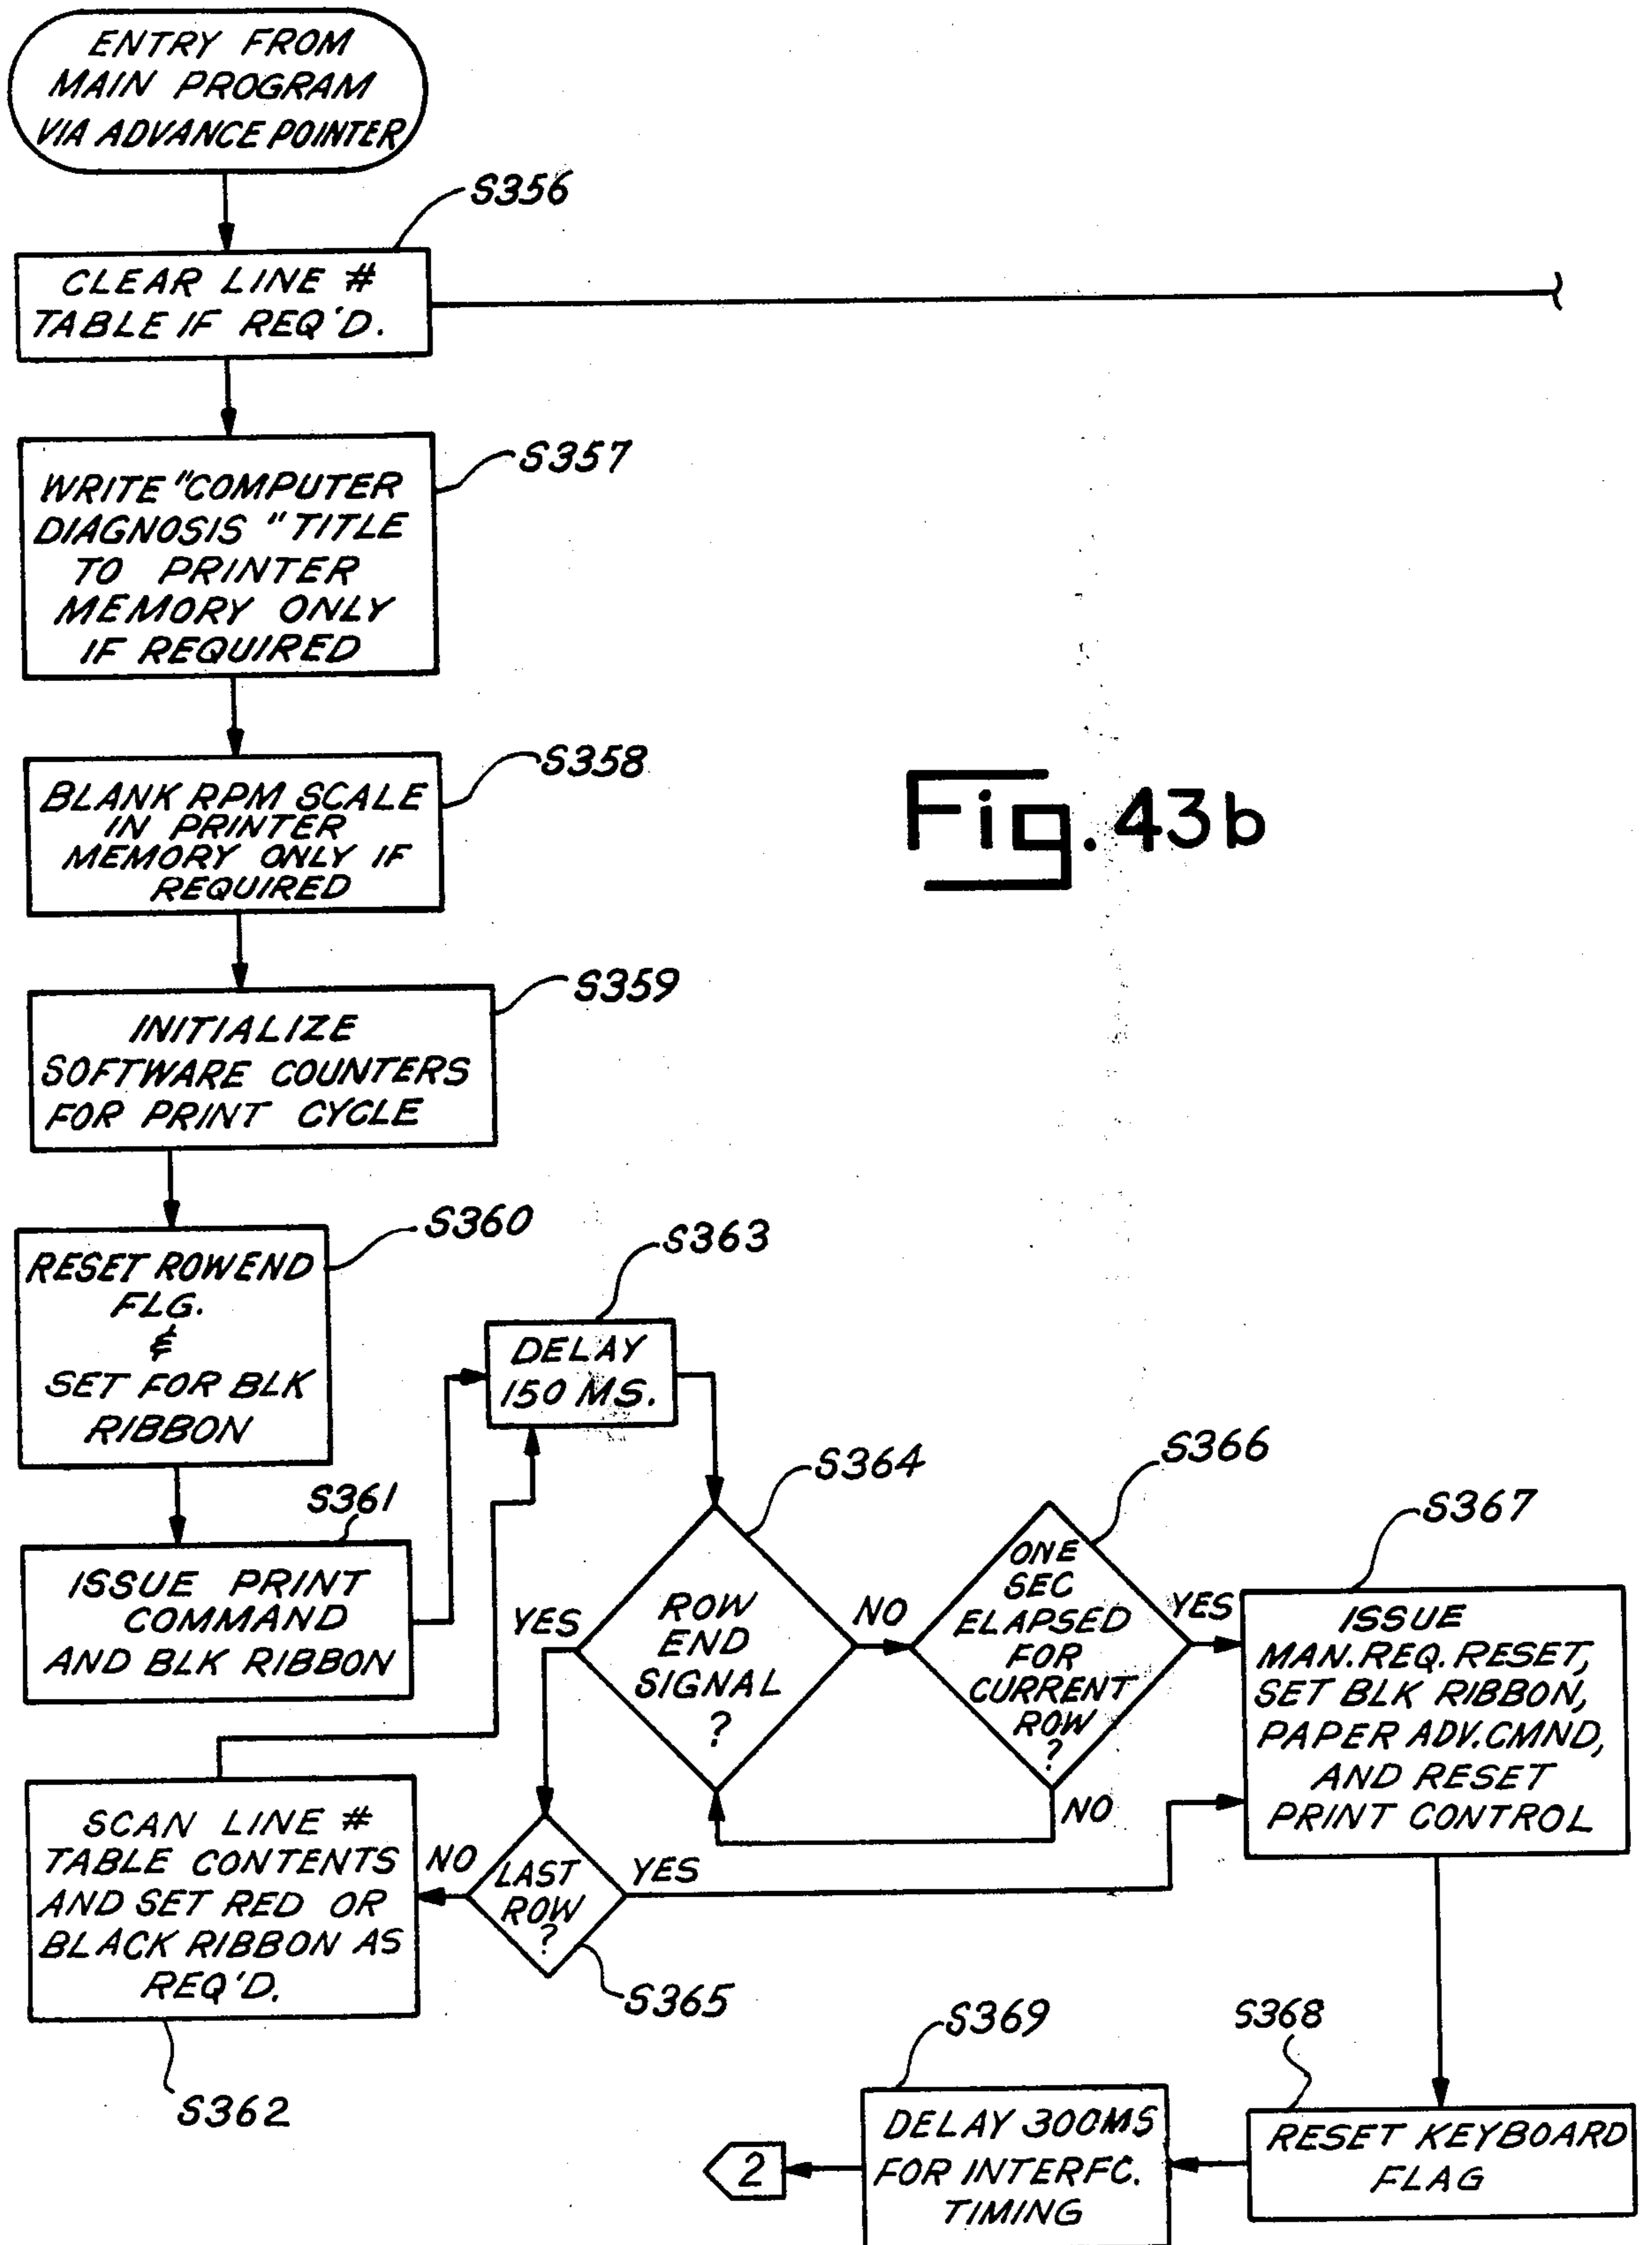 ENTRY FROM
MAIN PROGRAM
VIA ADVANCE POINTER
S356
CLEAR LINE #
TABLE IF REQ'D.
S357
WRITE "COMPUTER
DIAGNOSIS" TITLE
TO PRINTER
MEMORY ONLY
IF REQUIRED
S358
BLANK RPM SCALE
IN PRINTER
MEMORY ONLY IF
REQUIRED
Fig. 43b
S359
INITIALIZE
SOFTWARE COUNTERS
FOR PRINT CYCLE
S360
RESET ROWEND
FLG.
&
SET FOR BLK
RIBBON
S361
ISSUE PRINT
COMMAND
AND BLK RIBBON
S363
DELAY
150 MS.
S364
ROW
END
SIGNAL
?
YES
NO
S366
ONE
SEC
ELAPSED
FOR
CURRENT
ROW
?
YES
NO
S367
ISSUE
MAN.REQ.RESET,
SET BLK RIBBON,
PAPER ADV.CMND,
AND RESET
PRINT CONTROL
SCAN LINE #
TABLE CONTENTS
AND SET RED OR
BLACK RIBBON AS
REQ'D.
S362
NO
LAST
ROW
?
YES
S365
S368
RESET KEYBOARD
FLAG
S369
DELAY 300MS
FOR INTERFC.
TIMING
2